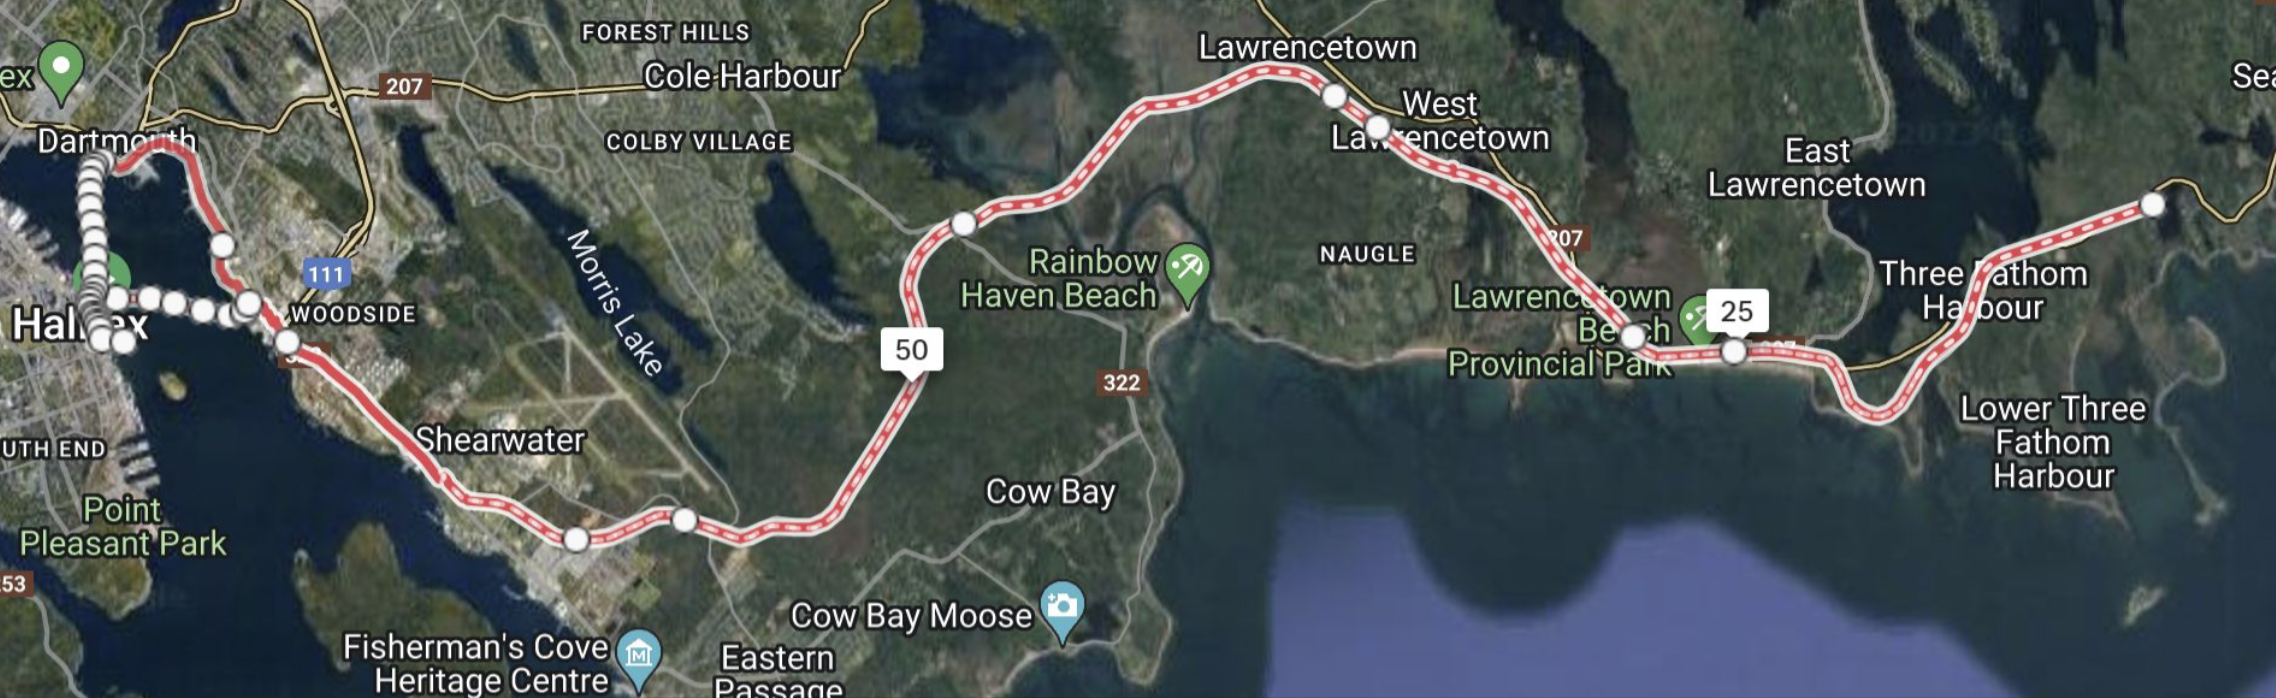 FOREST HILLS
Lawrencetown
ex
207
Cole Harbour
Sea
Dartmouth
COLBY VILLAGE
West
Lawrencetown
East
Lawrencetown
Morris Lake
111
207
NAUGLE
Rainbow
Haven Beach
Three Fathom
Harbour
WOODSIDE
Halifax
Lawrencetown
Beach
Provincial Park
25
207
50
322
Shearwater
UTH END
Lower Three
Fathom
Harbour
Cow Bay
Point
Pleasant Park
253
Cow Bay Moose
Fisherman's Cove
Heritage Centre
M
Eastern
Passage